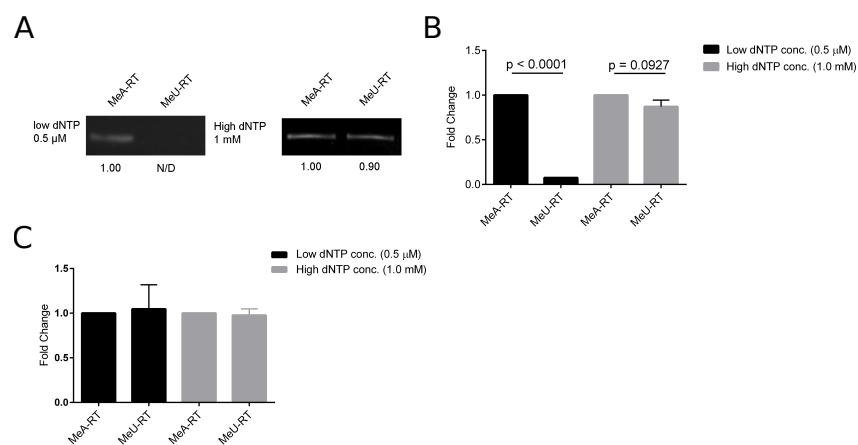 A
MeA-RT
MeU-RT
low dNTP
0.5 µM
1.00
N/D
MeA-RT
MeU-RT
High dNTP
1 mM
1.00
0.90
B
Low dNTP conc. (0.5 µM)
High dNTP conc. (1.0 mM)
p < 0.0001
p = 0.0927
Fold Change
1.5
1.0
0.5
0.0
MeA-RT
MeU-RT
MeA-RT
MeU-RT
C
Low dNTP conc. (0.5 µM)
High dNTP conc. (1.0 mM)
Fold Change
1.5
1.0
0.5
0.0
MeA-RT
MeU-RT
MeA-RT
MeU-RT